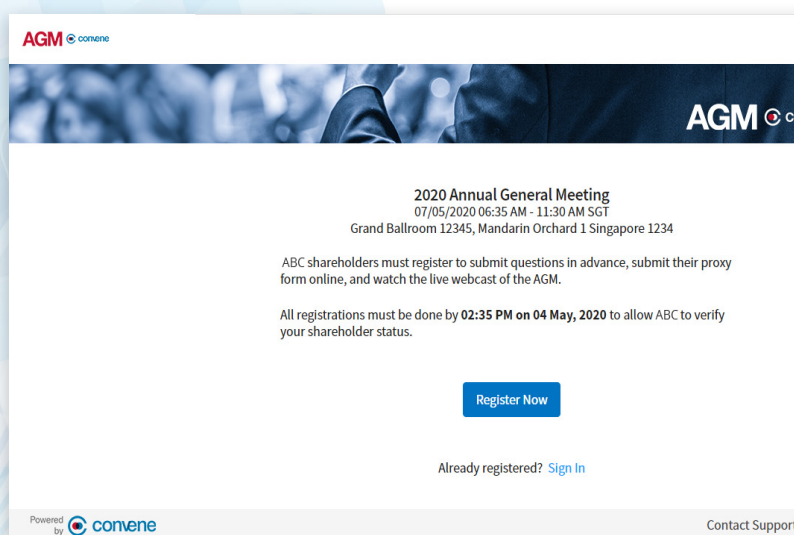 AGM convene
AGM c
2020 Annual General Meeting
07/05/2020 06:35 AM - 11:30 AM SGT
Grand Ballroom 12345, Mandarin Orchard 1 Singapore 1234
ABC shareholders must register to submit questions in advance, submit their proxy
form online, and watch the live webcast of the AGM.
All registrations must be done by 02:35 PM on 04 May, 2020 to allow ABC to verify
your shareholder status.
Register Now
Already registered? Sign In
Powered
by convene
Contact Support